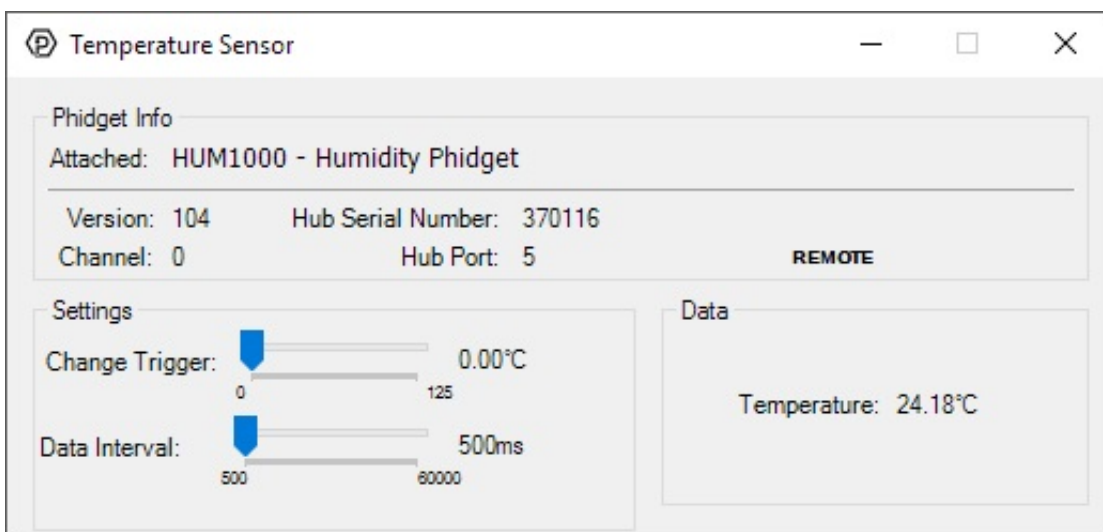 Temperature Sensor
Phidget Info
Attached: HUM1000 - Humidity Phidget
Version: 104 Hub Serial Number: 370116
Channel: 0 Hub Port: 5 REMOTE
Settings
Change Trigger: 0.00°C
0 125
Data Interval: 500ms
500 60000
Data
Temperature: 24.18°C